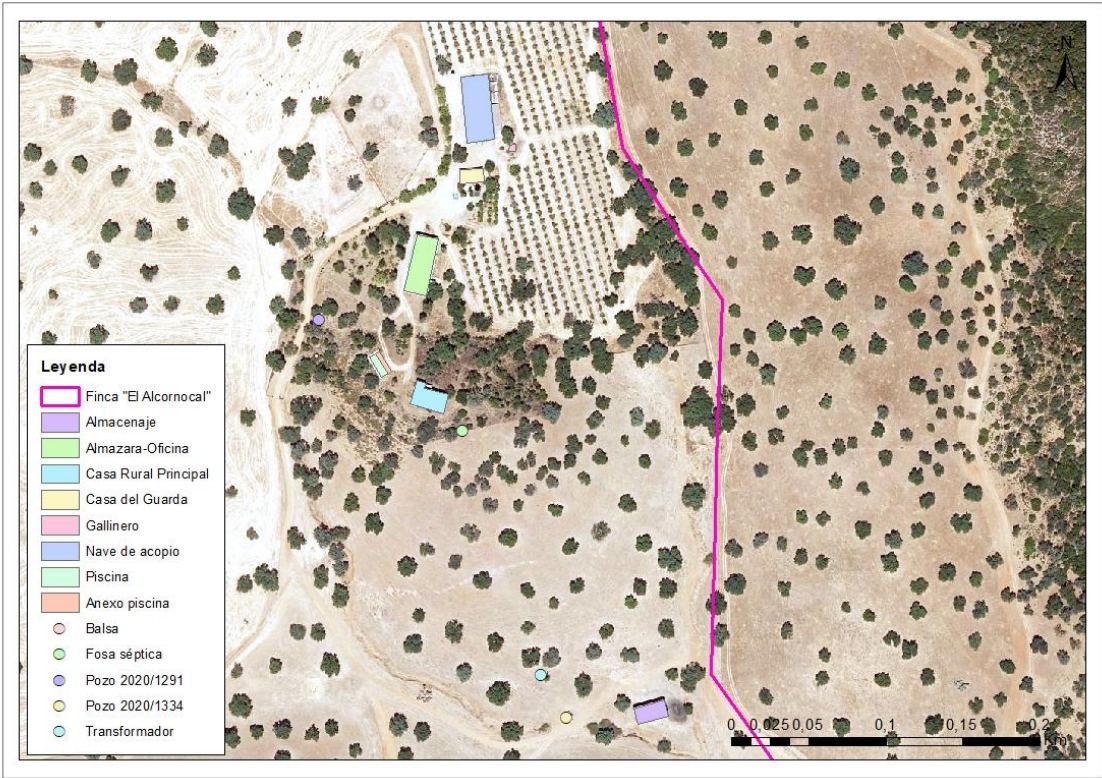 N
Leyenda
Finca "El Alcornocal"
Almacenaje
Almazara-Oficina
Casa Rural Principal
Casa del Guarda
Gallinero
Nave de acopio
Piscina
Anexo piscina
Balsa
Fosa séptica
Pozo 2020/1291
Pozo 2020/1334
Transformador
0 0,025 0,05 0,1 0,15 0,2
Km